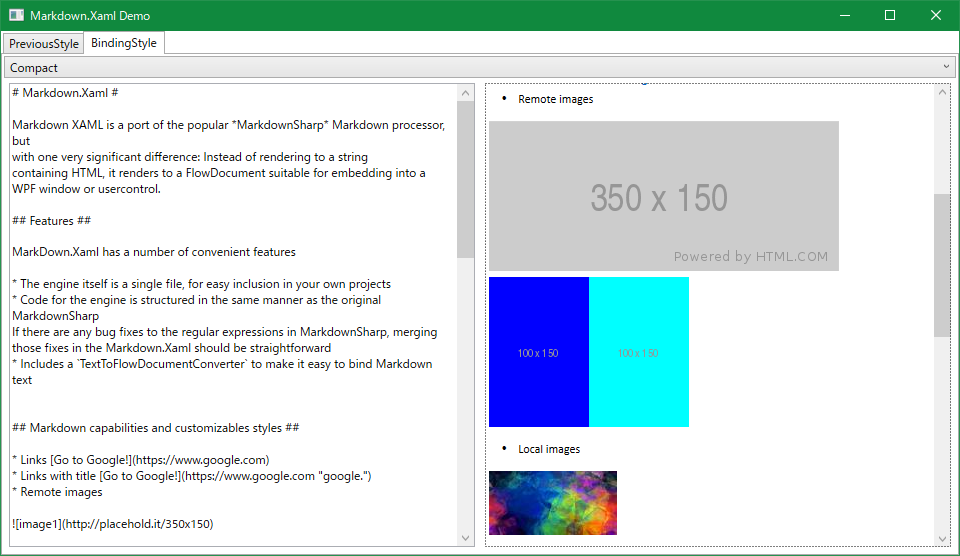 Markdown.Xaml Demo
PreviousStyle BindingStyle
Compact
# Markdown.Xaml #
Markdown XAML is a port of the popular *MarkdownSharp* Markdown processor,
but
with one very significant difference: Instead of rendering to a string
containing HTML, it renders to a FlowDocument suitable for embedding into a
WPF window or usercontrol.
## Features ##
MarkDown.Xaml has a number of convenient features
* The engine itself is a single file, for easy inclusion in your own projects
* Code for the engine is structured in the same manner as the original
MarkdownSharp
If there are any bug fixes to the regular expressions in MarkdownSharp, merging
those fixes in the Markdown.Xaml should be straightforward
* Includes a `TextToFlowDocumentConverter` to make it easy to bind Markdown
text
## Markdown capabilities and customizables styles ##
* Links [Go to Google!](https://www.google.com)
* Links with title [Go to Google!](https://www.google.com "google.")
* Remote images
![image1](http://placehold.it/350x150)
• Remote images
350 x 150
Powered by HTML.COM
100 x 150 100 x 150
• Local images